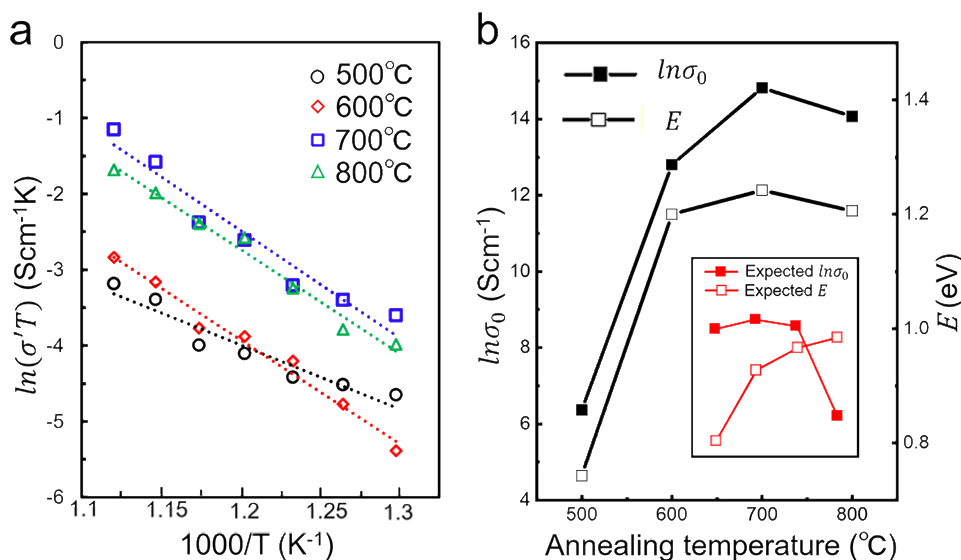 a
0
-1
-2
-3
-4
-5
-6
ln(σ′T) (Scm⁻¹K)
500°C
600°C
700°C
800°C
1.1
1.15
1.2
1.25
1.3
1000/T (K⁻¹)
b
16
14
12
10
8
6
4
lnσ₀ (Scm⁻¹)
lnσ₀
E
1.4
1.2
1.0
0.8
E (eV)
Expected lnσ₀
Expected E
500
600
700
800
Annealing temperature (°C)